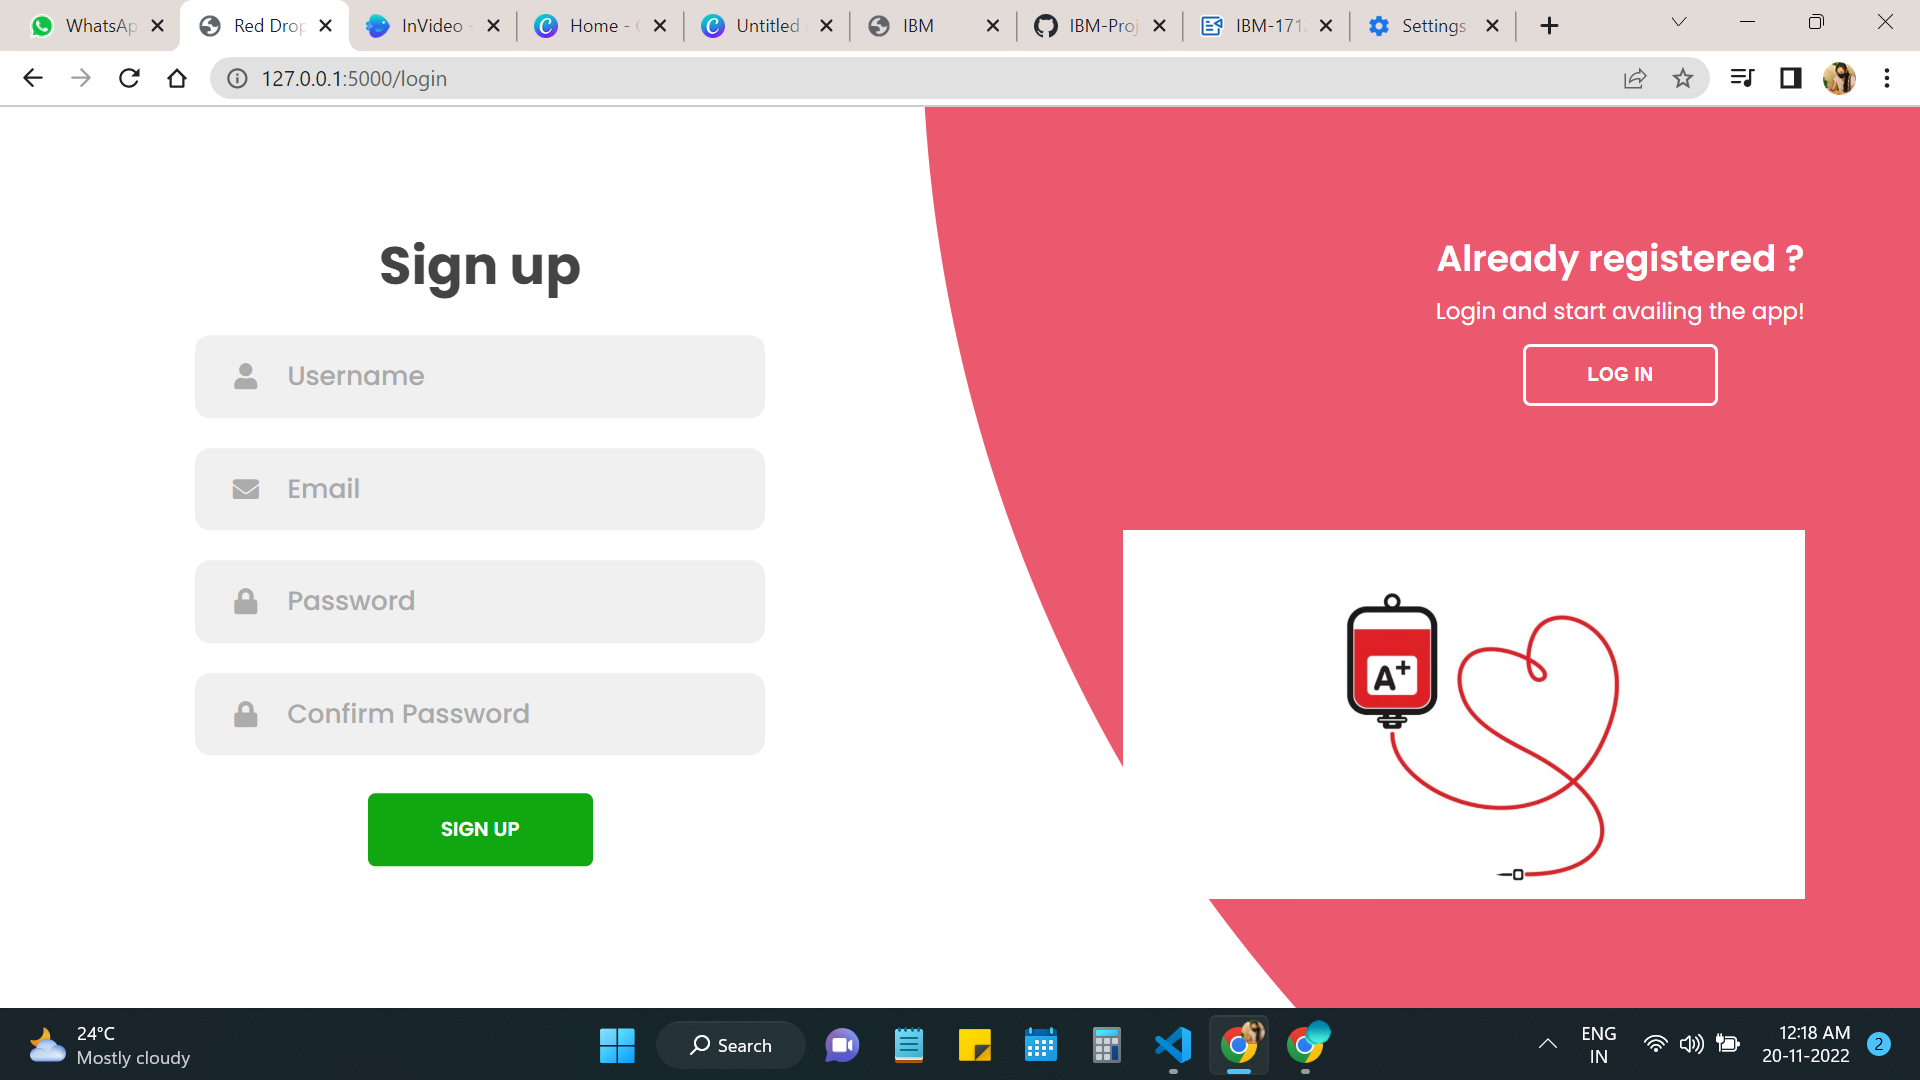 WhatsAp
Red Drop
InVideo -
Home - C
Untitled
IBM
IBM-Proj
IBM-1717
Settings
127.0.0.1:5000/login
Sign up
Username
Email
Password
Confirm Password
SIGN UP
Already registered ?
Login and start availing the app!
LOG IN
A+
24°C
Mostly cloudy
Search
ENG
IN
12:18 AM
20-11-2022
2